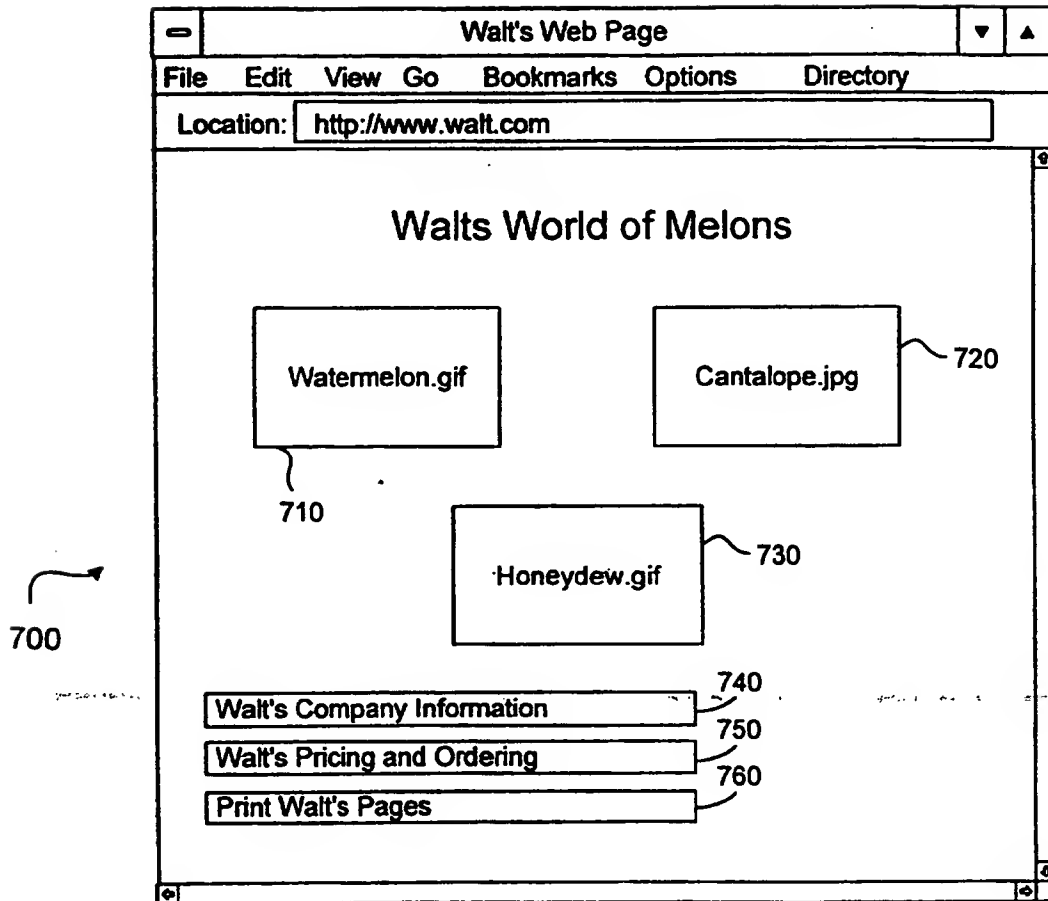 Walt's Web Page
File Edit View Go Bookmarks Options Directory
Location: http://www.walt.com
Walts World of Melons
Watermelon.gif
Cantalope.jpg
720
710
Honeydew.gif
730
700
740
Walt's Company Information
750
Walt's Pricing and Ordering
760
Print Walt's Pages